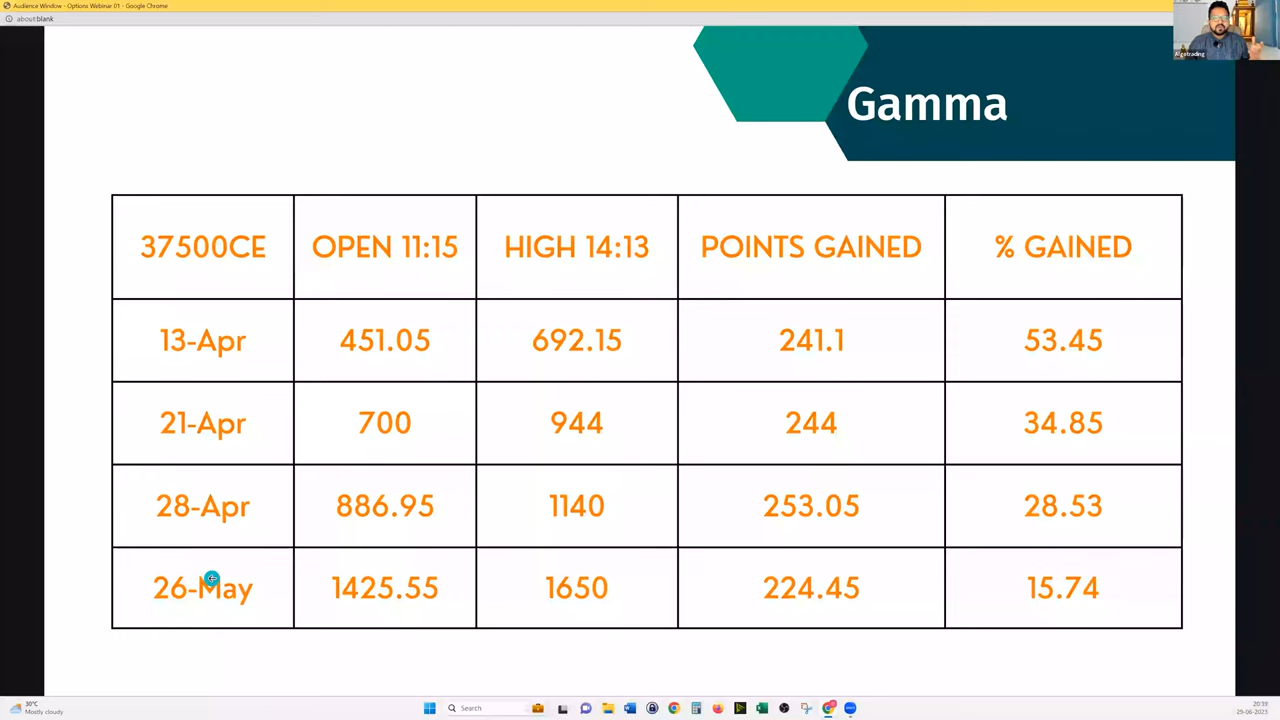 Audience Window - Options Webinar 01 - Google Chrome
about:blank
Algotrading
Gamma
37500CE OPEN 11:15 HIGH 14:13 POINTS GAINED % GAINED
13-Apr 451.05 692.15 241.1 53.45
21-Apr 700 944 244 34.85
28-Apr 886.95 1140 253.05 28.53
26-May 1425.55 1650 224.45 15.74
30°C
Mostly cloudy
Search
20:39
29-06-2023